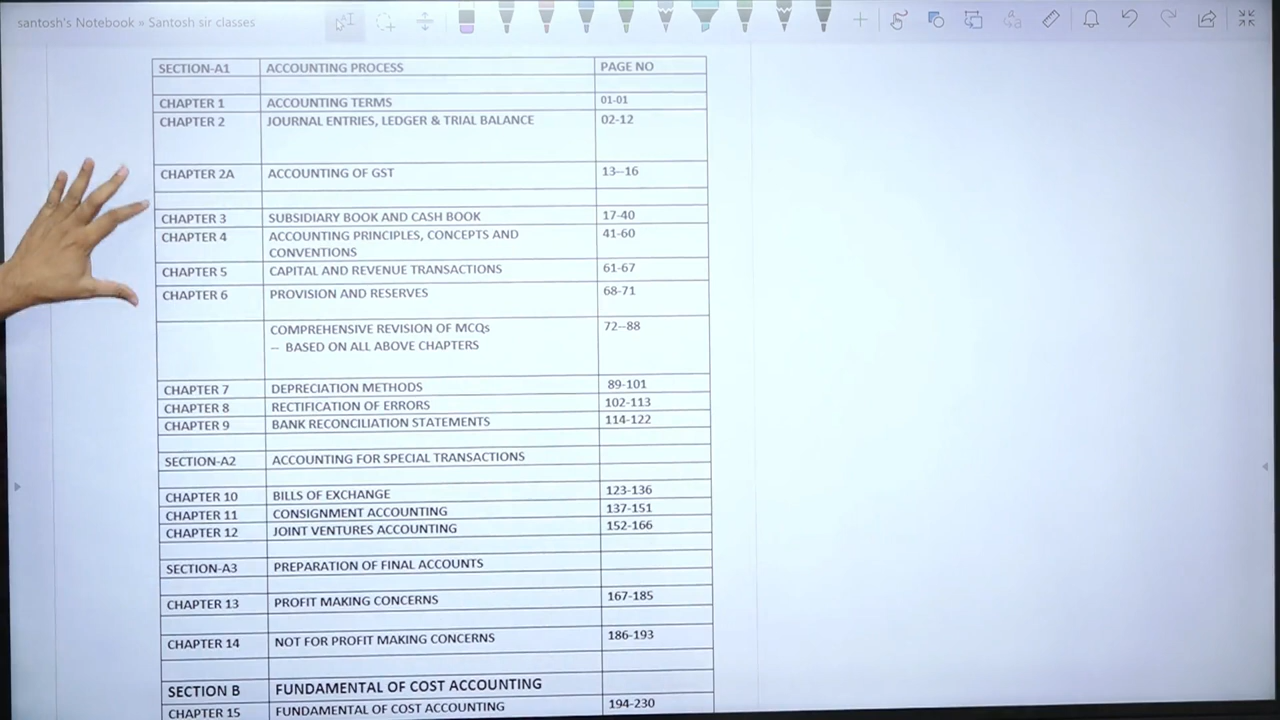 santosh's Notebook » Santosh sir classes
SECTION-A1 ACCOUNTING PROCESS PAGE NO
CHAPTER 1 ACCOUNTING TERMS 01-01
CHAPTER 2 JOURNAL ENTRIES, LEDGER & TRIAL BALANCE 02-12
CHAPTER 2A ACCOUNTING OF GST 13--16
CHAPTER 3 SUBSIDIARY BOOK AND CASH BOOK 17-40
CHAPTER 4 ACCOUNTING PRINCIPLES, CONCEPTS AND 41-60
CONVENTIONS
CHAPTER 5 CAPITAL AND REVENUE TRANSACTIONS 61-67
CHAPTER 6 PROVISION AND RESERVES 68-71
COMPREHENSIVE REVISION OF MCQs 72--88
-- BASED ON ALL ABOVE CHAPTERS
CHAPTER 7 DEPRECIATION METHODS 89-101
CHAPTER 8 RECTIFICATION OF ERRORS 102-113
CHAPTER 9 BANK RECONCILIATION STATEMENTS 114-122
SECTION-A2 ACCOUNTING FOR SPECIAL TRANSACTIONS
CHAPTER 10 BILLS OF EXCHANGE 123-136
CHAPTER 11 CONSIGNMENT ACCOUNTING 137-151
CHAPTER 12 JOINT VENTURES ACCOUNTING 152-166
SECTION-A3 PREPARATION OF FINAL ACCOUNTS
CHAPTER 13 PROFIT MAKING CONCERNS 167-185
CHAPTER 14 NOT FOR PROFIT MAKING CONCERNS 186-193
SECTION B FUNDAMENTAL OF COST ACCOUNTING
CHAPTER 15 FUNDAMENTAL OF COST ACCOUNTING 194-230